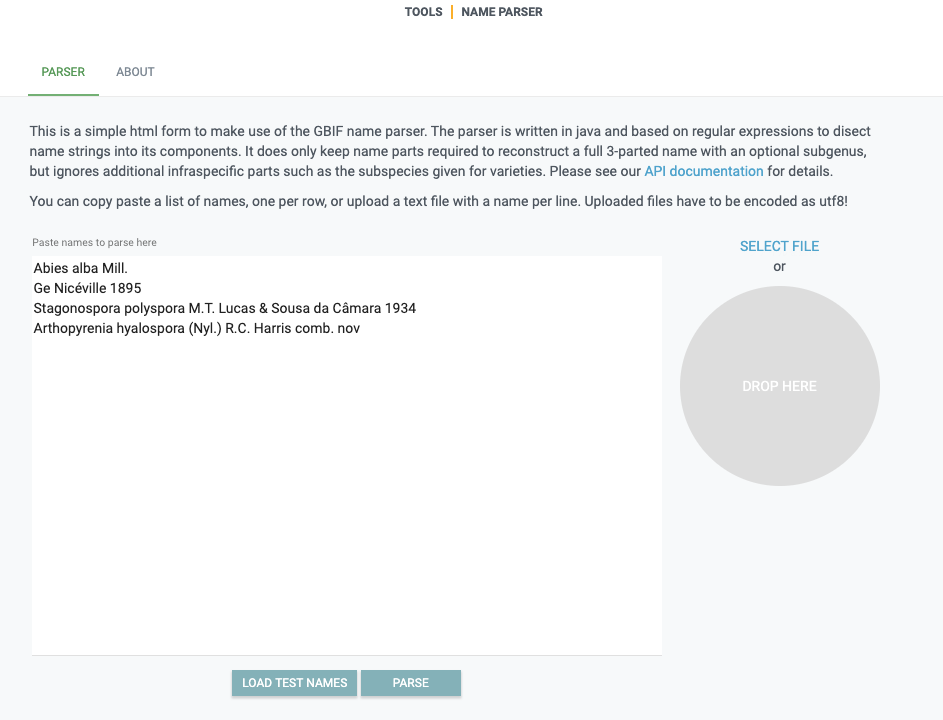 TOOLS | NAME PARSER
PARSER ABOUT
This is a simple html form to make use of the GBIF name parser. The parser is written in java and based on regular expressions to disect
name strings into its components. It does only keep name parts required to reconstruct a full 3-parted name with an optional subgenus,
but ignores additional infraspecific parts such as the subspecies given for varieties. Please see our API documentation for details.
You can copy paste a list of names, one per row, or upload a text file with a name per line. Uploaded files have to be encoded as utf8!
Paste names to parse here
Abies alba Mill.
Ge Nicéville 1895
Stagonospora polyspora M.T. Lucas & Sousa da Câmara 1934
Arthopyrenia hyalospora (Nyl.) R.C. Harris comb. nov
SELECT FILE
or
DROP HERE
LOAD TEST NAMES PARSE